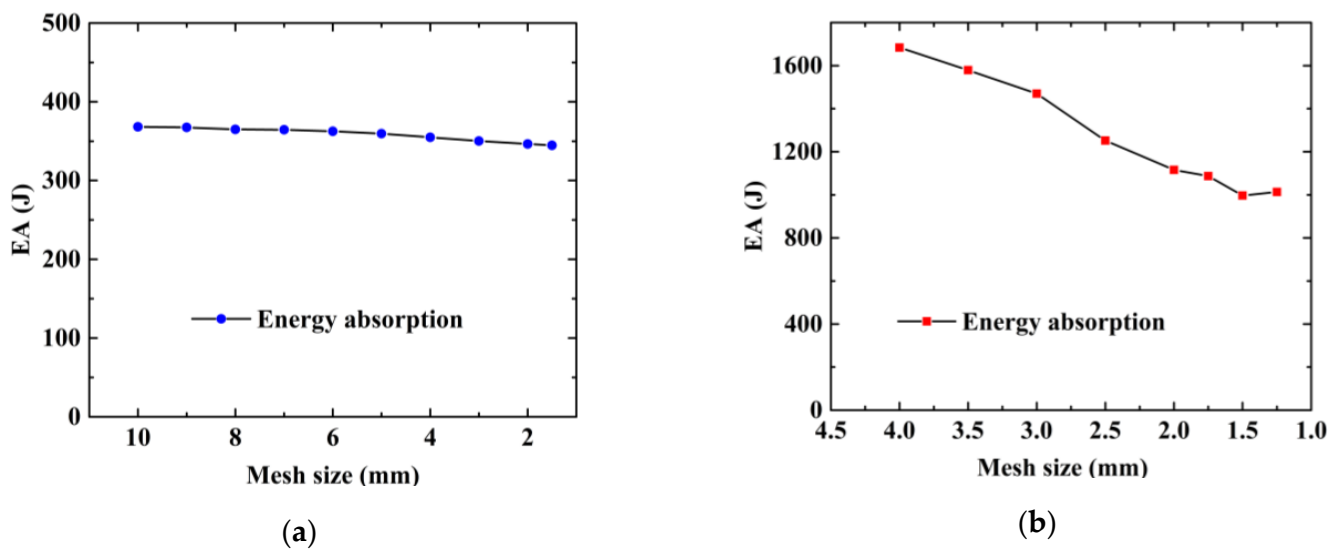 500
400
300
200
100
0
EA (J)
Energy absorption
10 8 6 4 2
Mesh size (mm)
(a)
1600
1200
800
400
0
EA (J)
Energy absorption
4.5 4.0 3.5 3.0 2.5 2.0 1.5 1.0
Mesh size (mm)
(b)